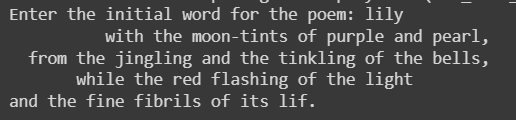 Enter the initial word for the poem: lily
with the moon-tints of purple and pearl,
from the jingling and the tinkling of the bells,
while the red flashing of the light
and the fine fibrils of its lif.